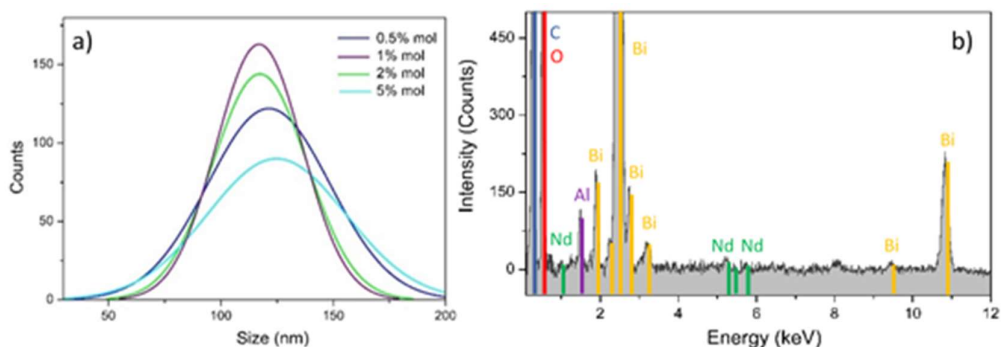 a)
0.5% mol
1% mol
2% mol
5% mol
150
100
50
0
Counts
50
100
150
200
Size (nm)
b)
450
300
150
0
Intensity (Counts)
C
O
Bi
Bi
Bi
Bi
Al
Nd
Nd
Nd
Bi
Bi
2
4
6
8
10
12
Energy (keV)